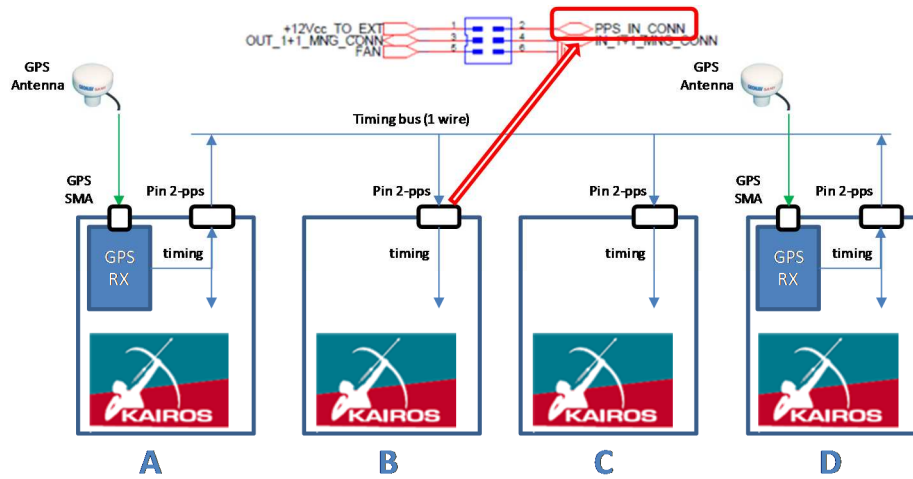 +12Vcc_TO_EXT 1 2 PPS_IN_CONN
OUT_1+1_MNG_CONN 3 4 IN_1+1_MNG_CONN
FAN 5 6
GPS
Antenna
GPS
Antenna
Timing bus (1 wire)
GPS
SMA
Pin 2-pps
Pin 2-pps
Pin 2-pps
GPS
SMA
Pin 2-pps
GPS
RX
timing
timing
timing
GPS
RX
timing
KAIROS
KAIROS
KAIROS
KAIROS
A
B
C
D